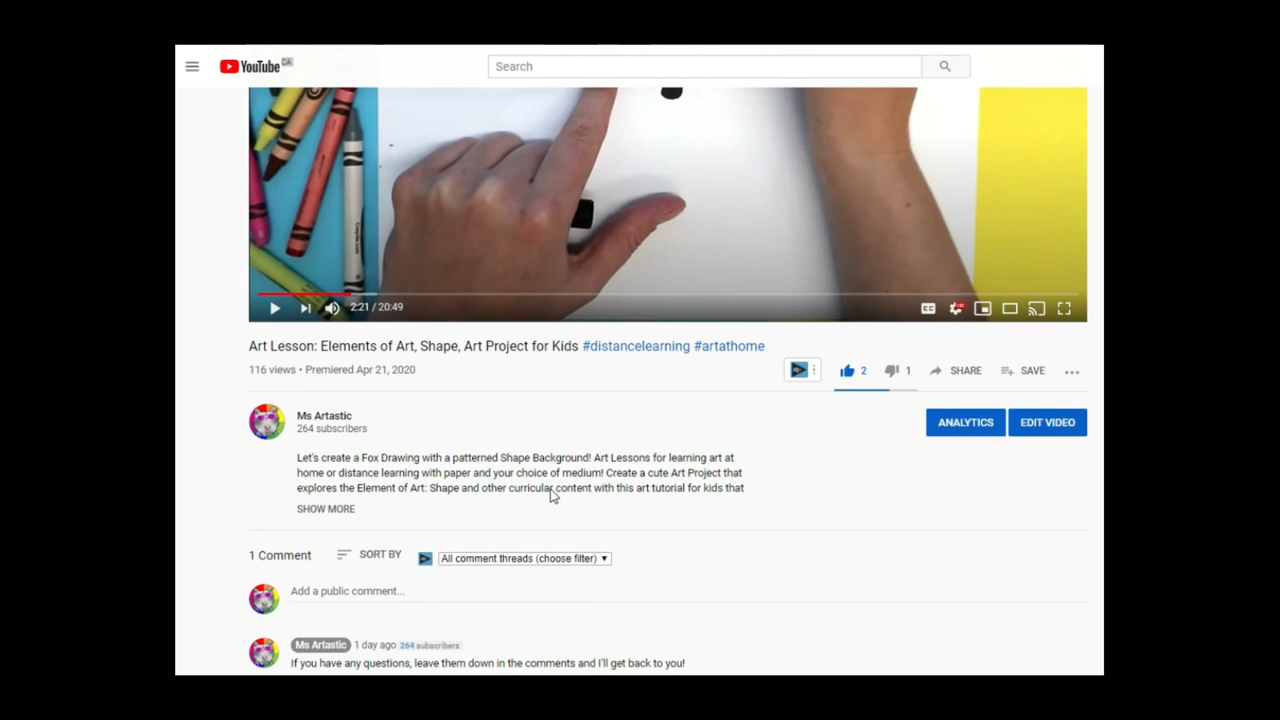 YouTube CA
Search
2:21 / 20:49
CC
HD
Art Lesson: Elements of Art, Shape, Art Project for Kids #distancelearning #artathome
116 views • Premiered Apr 21, 2020
2
1
SHARE
SAVE
Ms Artastic
264 subscribers
ANALYTICS
EDIT VIDEO
Let's create a Fox Drawing with a patterned Shape Background! Art Lessons for learning art at
home or distance learning with paper and your choice of medium! Create a cute Art Project that
explores the Element of Art: Shape and other curricular content with this art tutorial for kids that
SHOW MORE
1 Comment
SORT BY
All comment threads (choose filter)
Add a public comment...
Ms Artastic 1 day ago 264 subscribers
If you have any questions, leave them down in the comments and I'll get back to you!